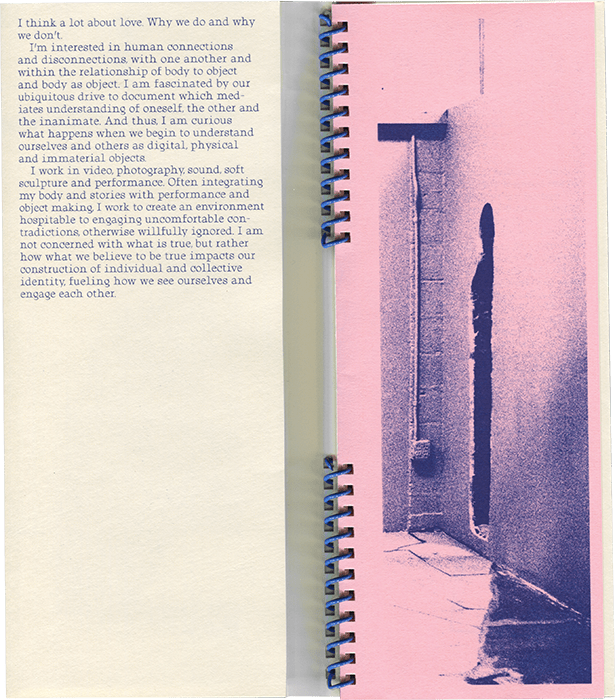 I think a lot about love. Why we do and why
we don't.
I'm interested in human connections
and disconnections, with one another and
within the relationship of body to object
and body as object. I am fascinated by our
ubiquitous drive to document which med-
iates understanding of oneself, the other and
the inanimate. And thus, I am curious
what happens when we begin to understand
ourselves and others as digital, physical
and immaterial objects.
I work in video, photography, sound, soft
sculpture and performance. Often integrating
my body and stories with performance and
object making, I work to create an environment
hospitable to engaging uncomfortable con-
tradictions, otherwise willfully ignored. I am
not concerned with what is true, but rather
how what we believe to be true impacts our
construction of individual and collective
identity, fueling how we see ourselves and
engage each other.